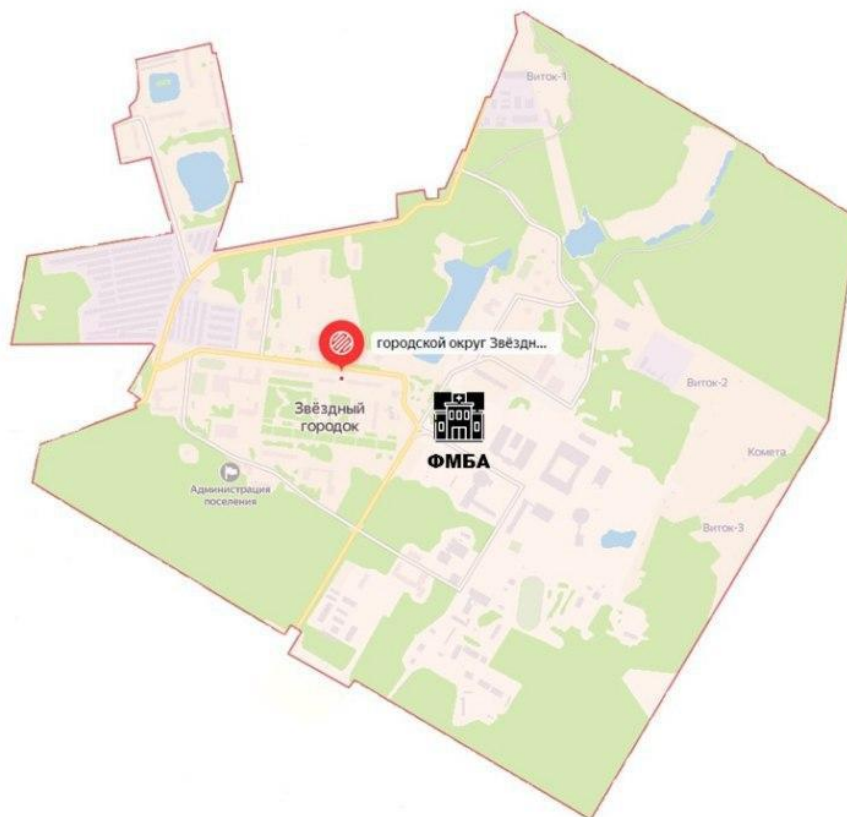 Виток-1
городской округ Звёздн...
Виток-2
Звёздный
городок
ФМБА
Комета
Администрация
поселения
Виток-3